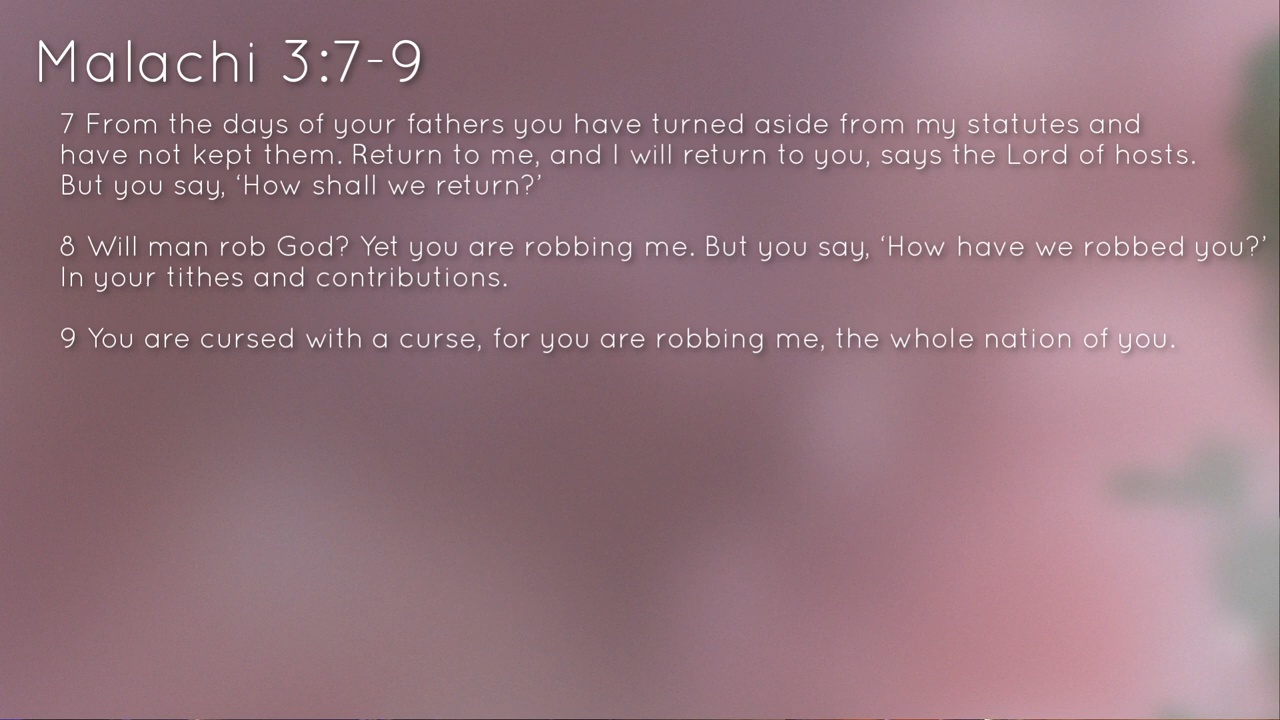 Malachi 3:7-9
7 From the days of your fathers you have turned aside from my statutes and
have not kept them. Return to me, and I will return to you, says the Lord of hosts.
But you say, ‘How shall we return?’
8 Will man rob God? Yet you are robbing me. But you say, ‘How have we robbed you?’
In your tithes and contributions.
9 You are cursed with a curse, for you are robbing me, the whole nation of you.